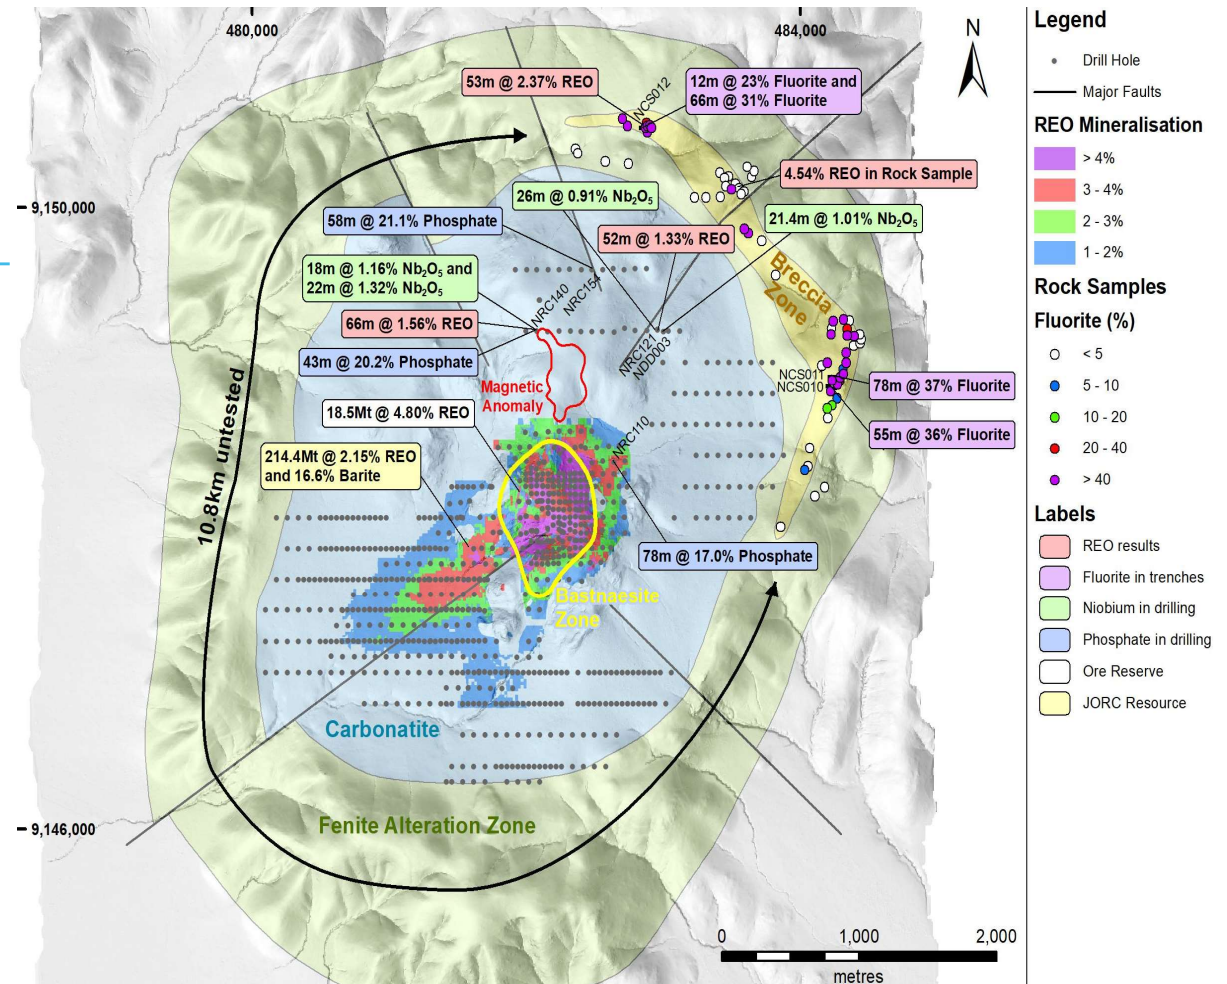 480,000
484,000
N
53m @ 2.37% REO
12m @ 23% Fluorite and
66m @ 31% Fluorite
NCS012
4.54% REO in Rock Sample
9,150,000
26m @ 0.91% Nb₂O₅
58m @ 21.1% Phosphate
21.4m @ 1.01% Nb₂O₅
52m @ 1.33% REO
18m @ 1.16% Nb₂O₅ and
22m @ 1.32% Nb₂O₅
Breccia
Zone
NRC140
NRC154
66m @ 1.56% REO
43m @ 20.2% Phosphate
NRC121
NDD003
NCS011
NCS010
78m @ 37% Fluorite
Magnetic
Anomaly
18.5Mt @ 4.80% REO
55m @ 36% Fluorite
NRC110
214.4Mt @ 2.15% REO
and 16.6% Barite
10.8km untested
78m @ 17.0% Phosphate
Bastnaesite
Zone
Carbonatite
9,146,000
Fenite Alteration Zone
0
1,000
2,000
metres
Legend
Drill Hole
Major Faults
REO Mineralisation
> 4%
3 - 4%
2 - 3%
1 - 2%
Rock Samples
Fluorite (%)
< 5
5 - 10
10 - 20
20 - 40
> 40
Labels
REO results
Fluorite in trenches
Niobium in drilling
Phosphate in drilling
Ore Reserve
JORC Resource